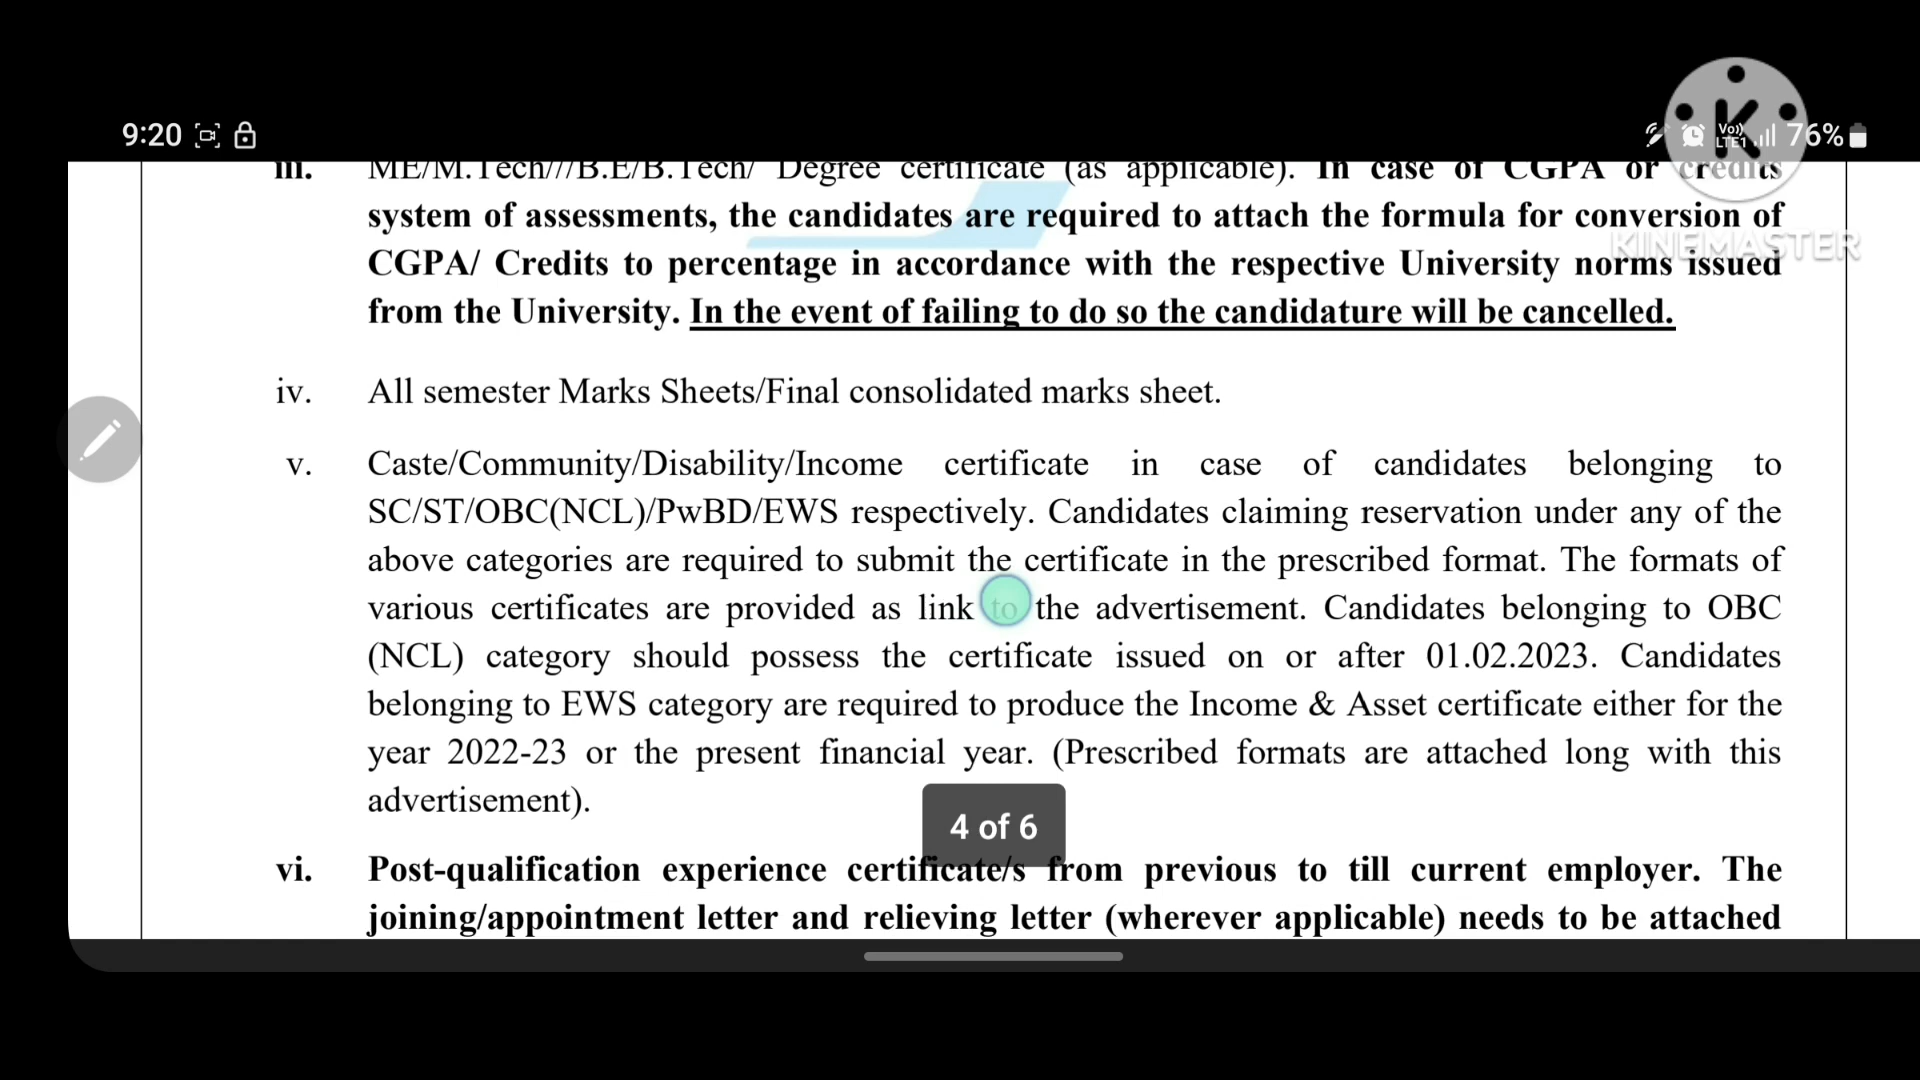 9:20
Vo))
LTE1
76%
K
KINEMASTER
iii. ME/M.Tech///B.E/B.Tech/ Degree certificate (as applicable). In case of CGPA or credits
system of assessments, the candidates are required to attach the formula for conversion of
CGPA/ Credits to percentage in accordance with the respective University norms issued
from the University. In the event of failing to do so the candidature will be cancelled.
iv. All semester Marks Sheets/Final consolidated marks sheet.
v. Caste/Community/Disability/Income certificate in case of candidates belonging to
SC/ST/OBC(NCL)/PwBD/EWS respectively. Candidates claiming reservation under any of the
above categories are required to submit the certificate in the prescribed format. The formats of
various certificates are provided as link to the advertisement. Candidates belonging to OBC
(NCL) category should possess the certificate issued on or after 01.02.2023. Candidates
belonging to EWS category are required to produce the Income & Asset certificate either for the
year 2022-23 or the present financial year. (Prescribed formats are attached long with this
advertisement).
4 of 6
vi. Post-qualification experience certificate/s from previous to till current employer. The
joining/appointment letter and relieving letter (wherever applicable) needs to be attached